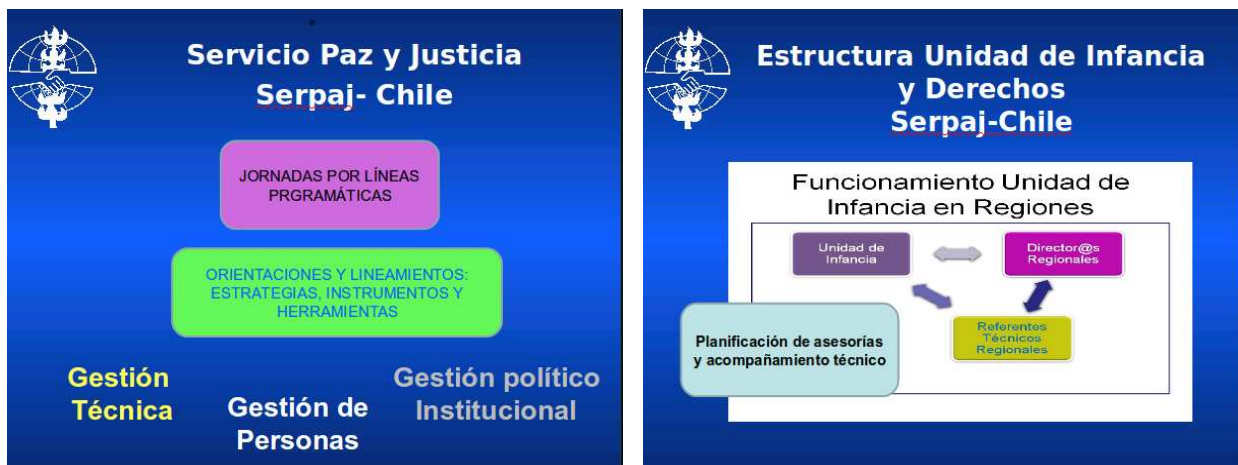 Servicio Paz y Justicia
Serpaj- Chile
JORNADAS POR LÍNEAS
PRGRAMÁTICAS
ORIENTACIONES Y LINEAMIENTOS:
ESTRATEGIAS, INSTRUMENTOS Y
HERRAMIENTAS
Gestión
Técnica
Gestión de
Personas
Gestión político
Institucional
Estructura Unidad de Infancia
y Derechos
Serpaj-Chile
Funcionamiento Unidad de
Infancia en Regiones
Unidad de
Infancia
Director@s
Regionales
Referentes
Técnicos
Regionales
Planificación de asesorías
y acompañamiento técnico